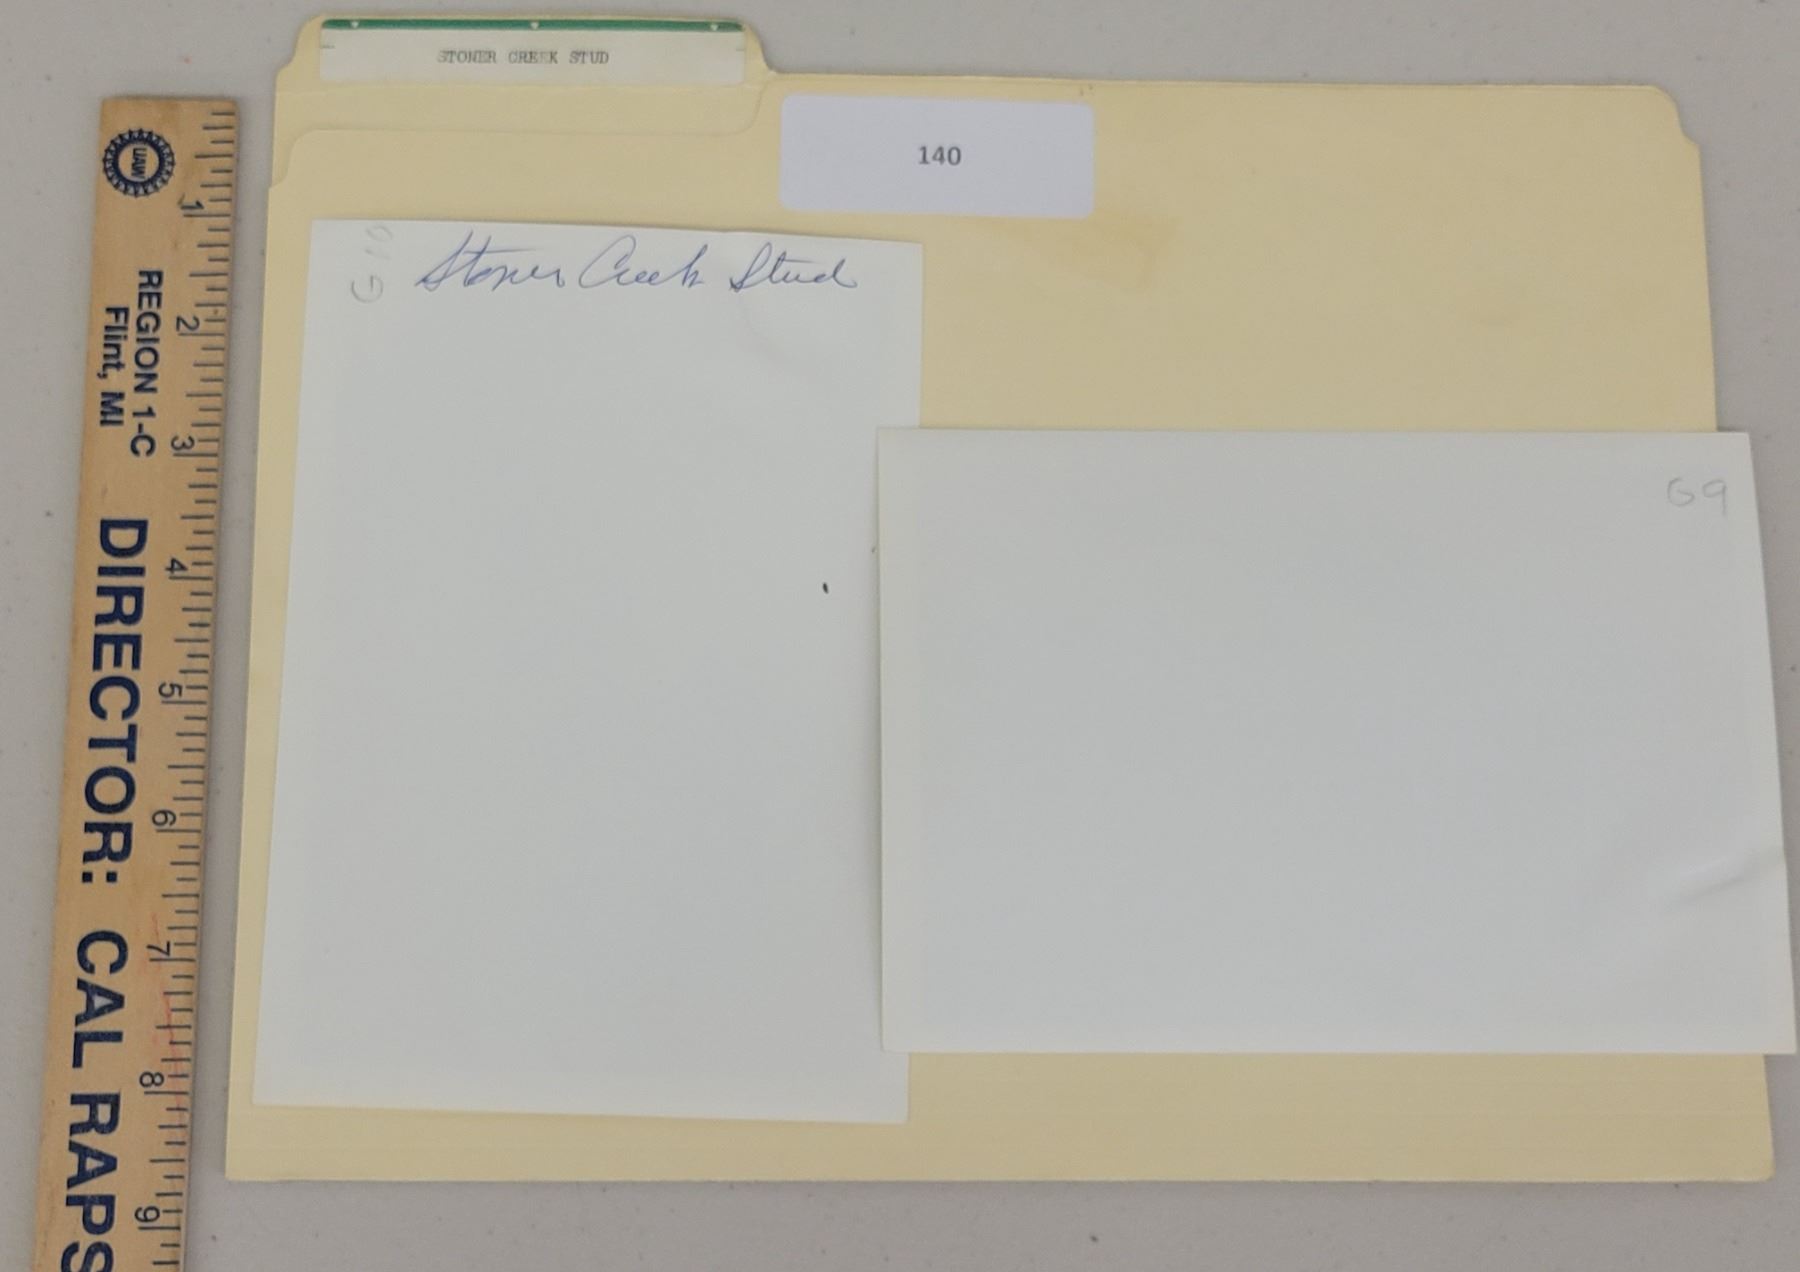 STONER CREEK STUD
140
G 10
Stoner Creek Stud
G9
UAW
REGION 1-C
Flint, MI
DIRECTOR: CAL RAPS
1
2
3
4
5
6
7
8
9